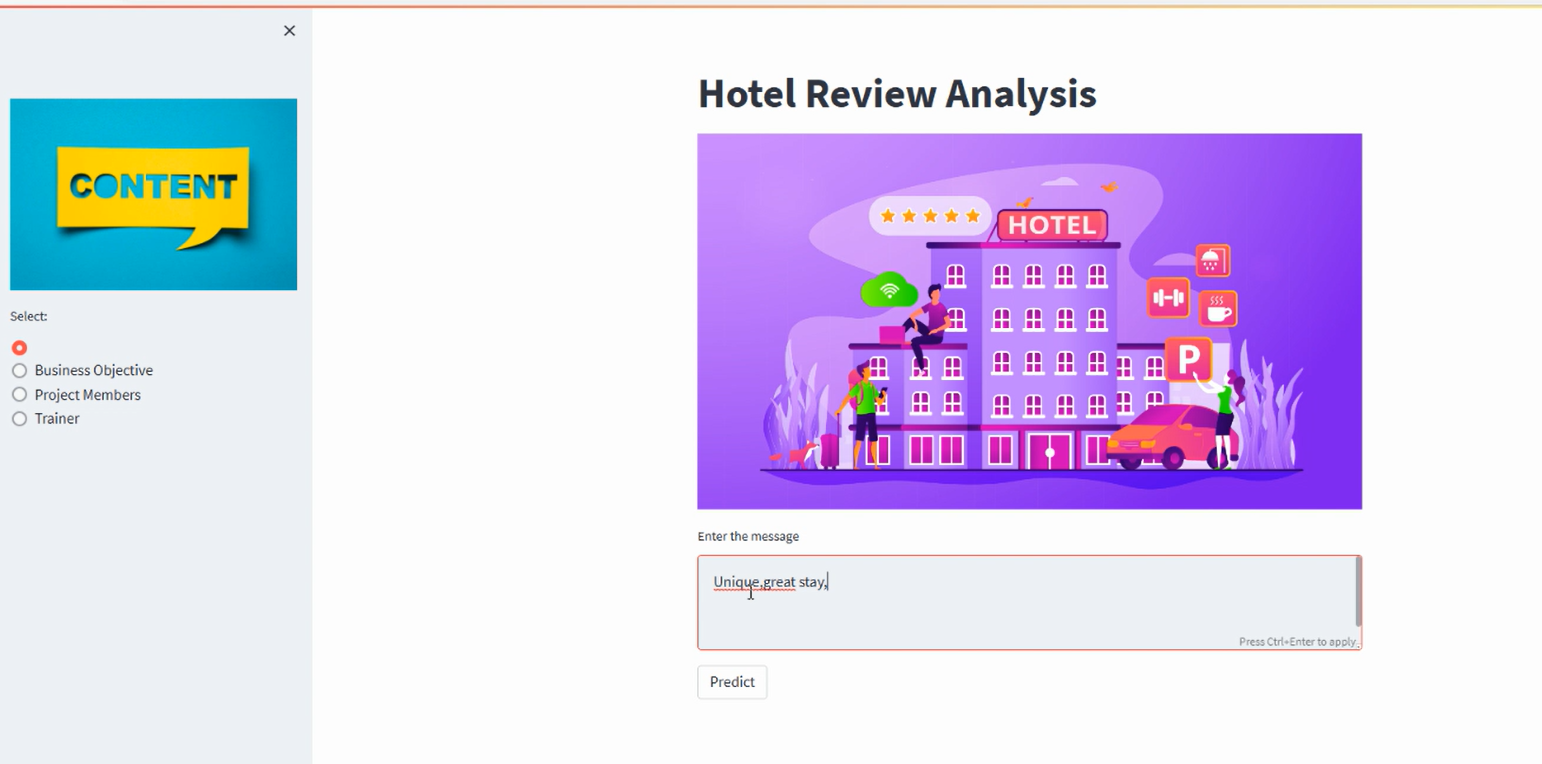 CONTENT
Select:
Business Objective
Project Members
Trainer
Hotel Review Analysis
HOTEL
P
Enter the message
Unique,great stay,
Press Ctrl+Enter to apply
Predict